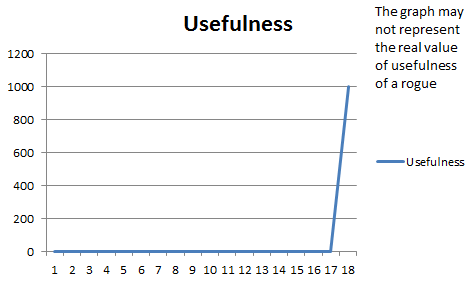 Usefulness
The graph may
not represent
the real value
of usefulness
of a rogue
1200
1000
800
600
400
200
0
1 2 3 4 5 6 7 8 9 10 11 12 13 14 15 16 17 18
Usefulness